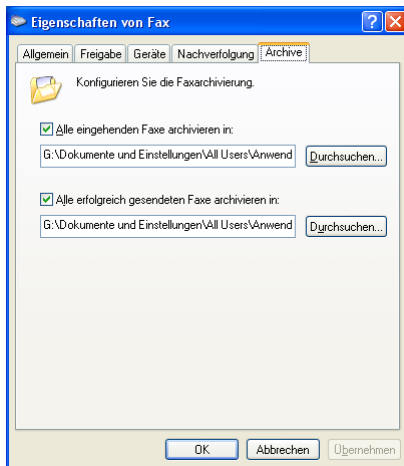 Eigenschaften von Fax
Allgemein Freigabe Geräte Nachverfolgung Archive
Konfigurieren Sie die Faxarchivierung.
Alle eingehenden Faxe archivieren in:
G:\Dokumente und Einstellungen\All Users\Anwend Durchsuchen...
Alle erfolgreich gesendeten Faxe archivieren in:
G:\Dokumente und Einstellungen\All Users\Anwend Durchsuchen...
OK Abbrechen Übernehmen